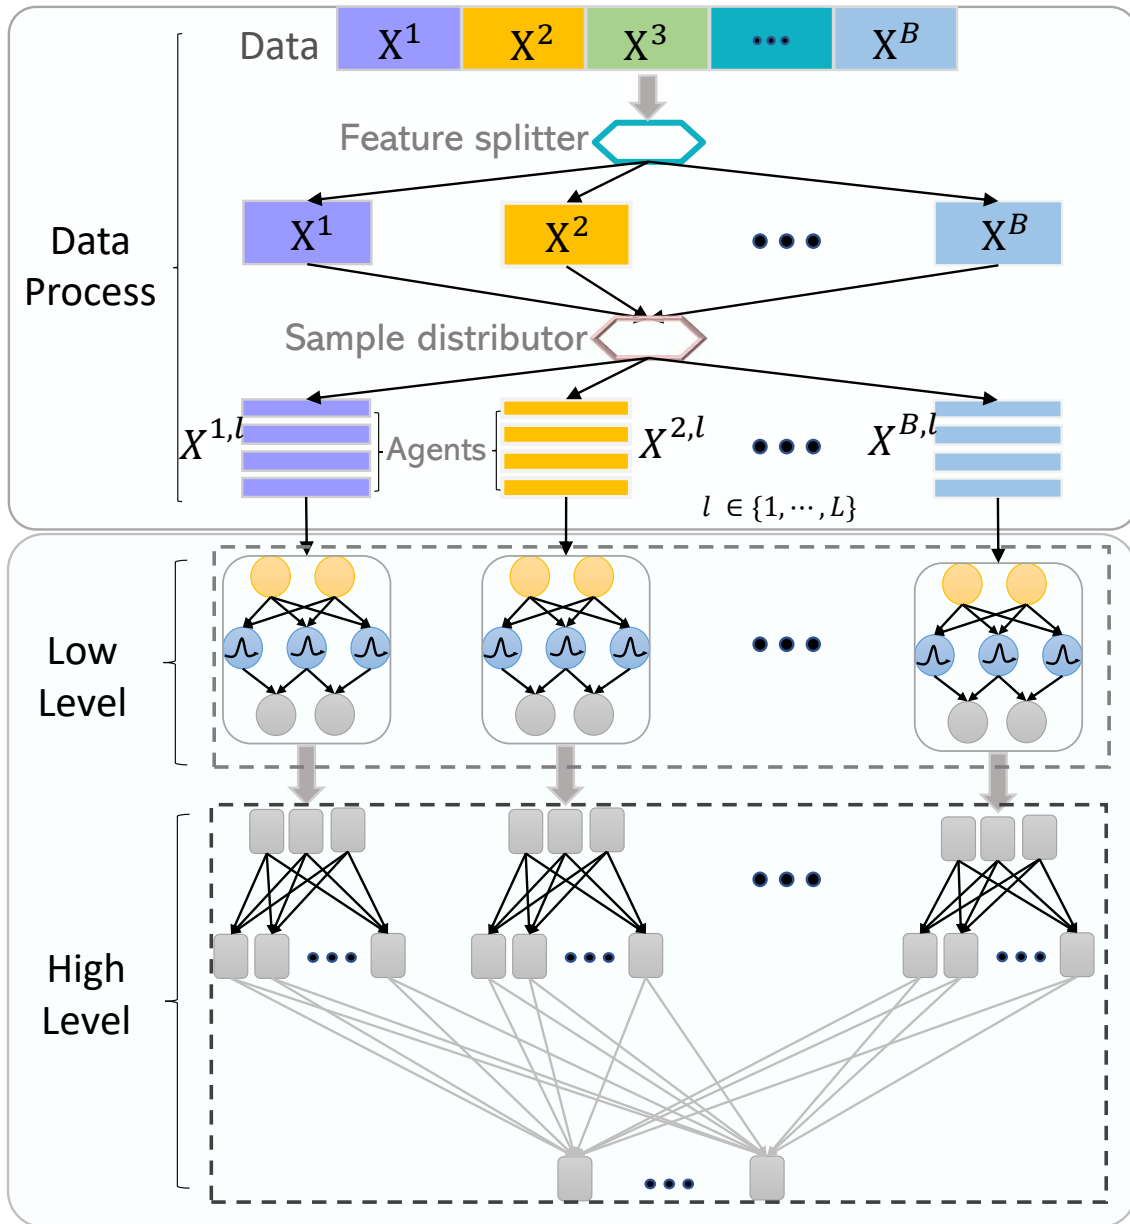 Data X¹ X² X³ ••• X^B
Feature splitter
X¹ X² ••• X^B
Data
Process
Sample distributor
X^{1,l} Agents X^{2,l} ••• X^{B,l}
l ∈ {1, ⋯, L}
Low
Level
•••
•••
High
Level
••• ••• •••
•••